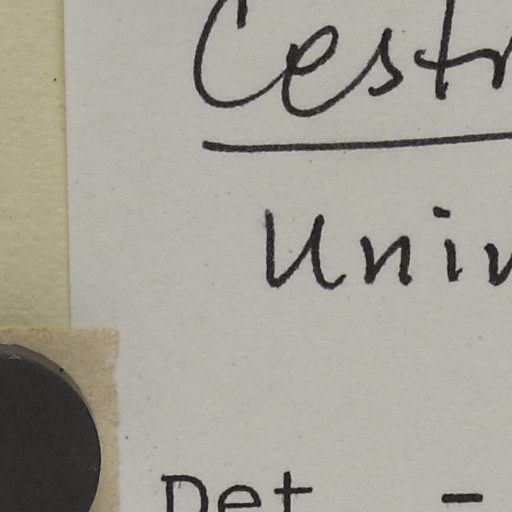 Cestr
Univ
Det -